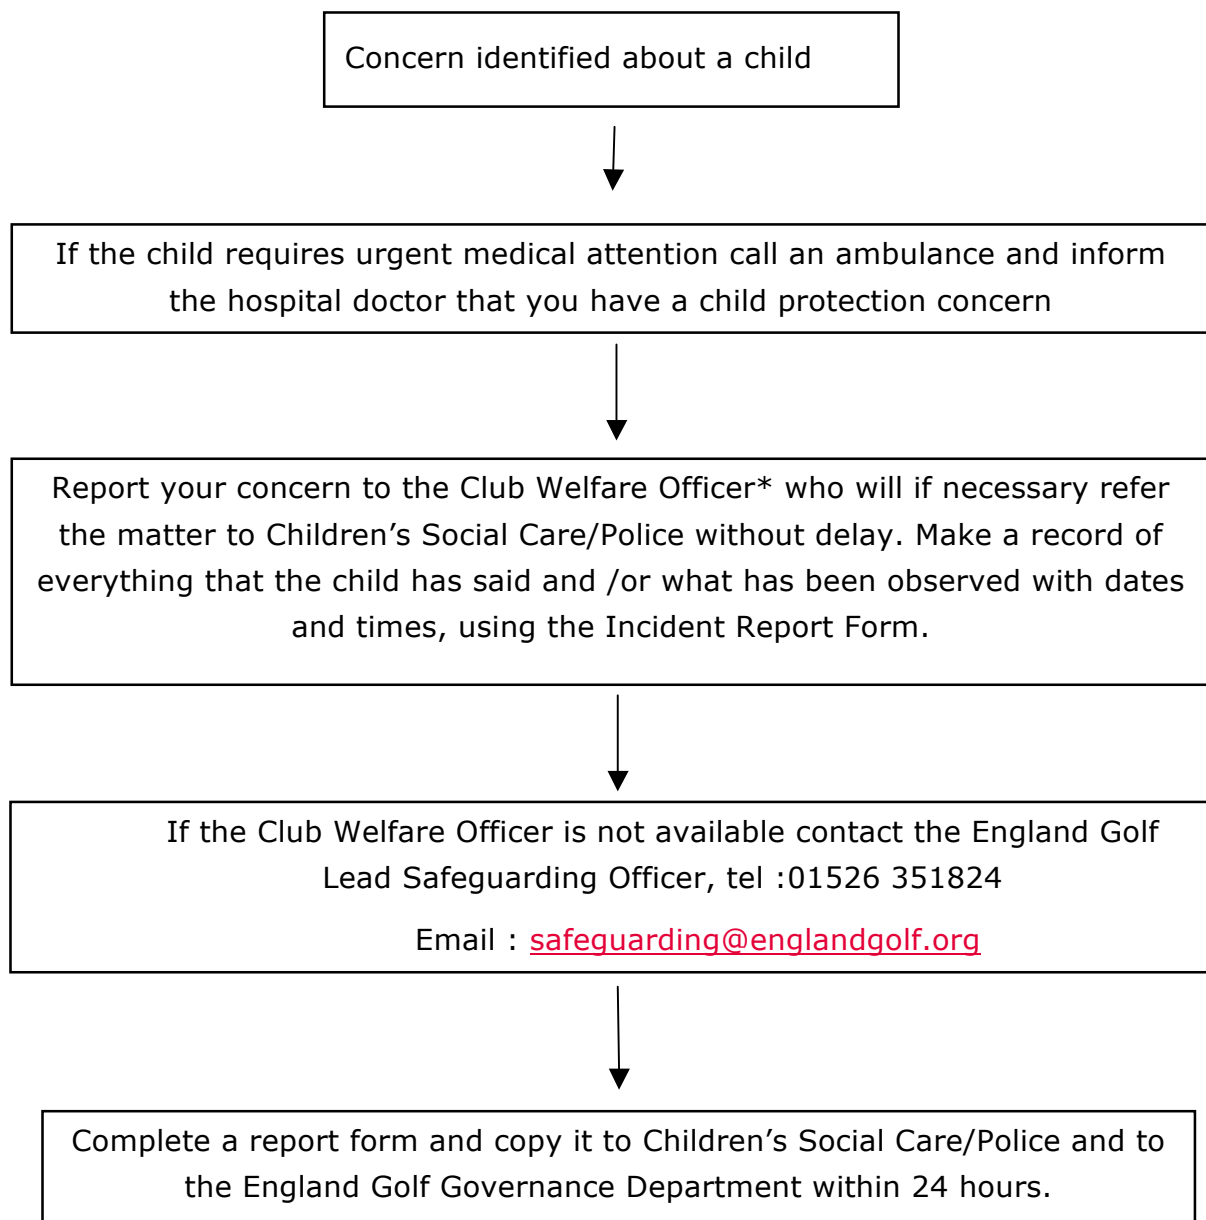 Concern identified about a child
If the child requires urgent medical attention call an ambulance and inform
the hospital doctor that you have a child protection concern
Report your concern to the Club Welfare Officer* who will if necessary refer
the matter to Children’s Social Care/Police without delay. Make a record of
everything that the child has said and /or what has been observed with dates
and times, using the Incident Report Form.
If the Club Welfare Officer is not available contact the England Golf
Lead Safeguarding Officer, tel :01526 351824
Email : safeguarding@englandgolf.org
Complete a report form and copy it to Children’s Social Care/Police and to
the England Golf Governance Department within 24 hours.